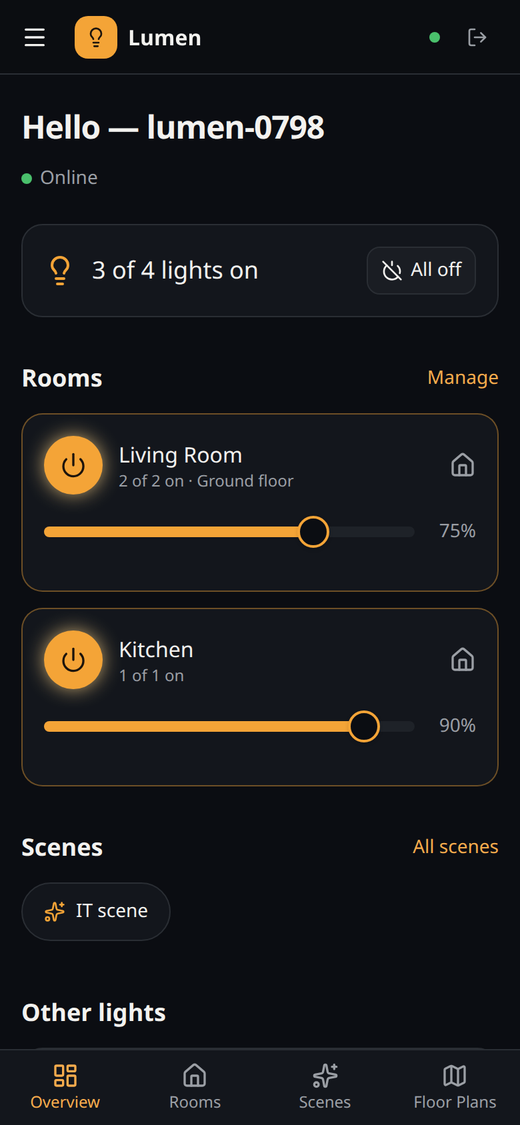 Lumen
Hello — lumen-0798
Online
3 of 4 lights on
All off
Rooms
Manage
Living Room
2 of 2 on · Ground floor
75%
Kitchen
1 of 1 on
90%
Scenes
All scenes
IT scene
Other lights
Overview
Rooms
Scenes
Floor Plans